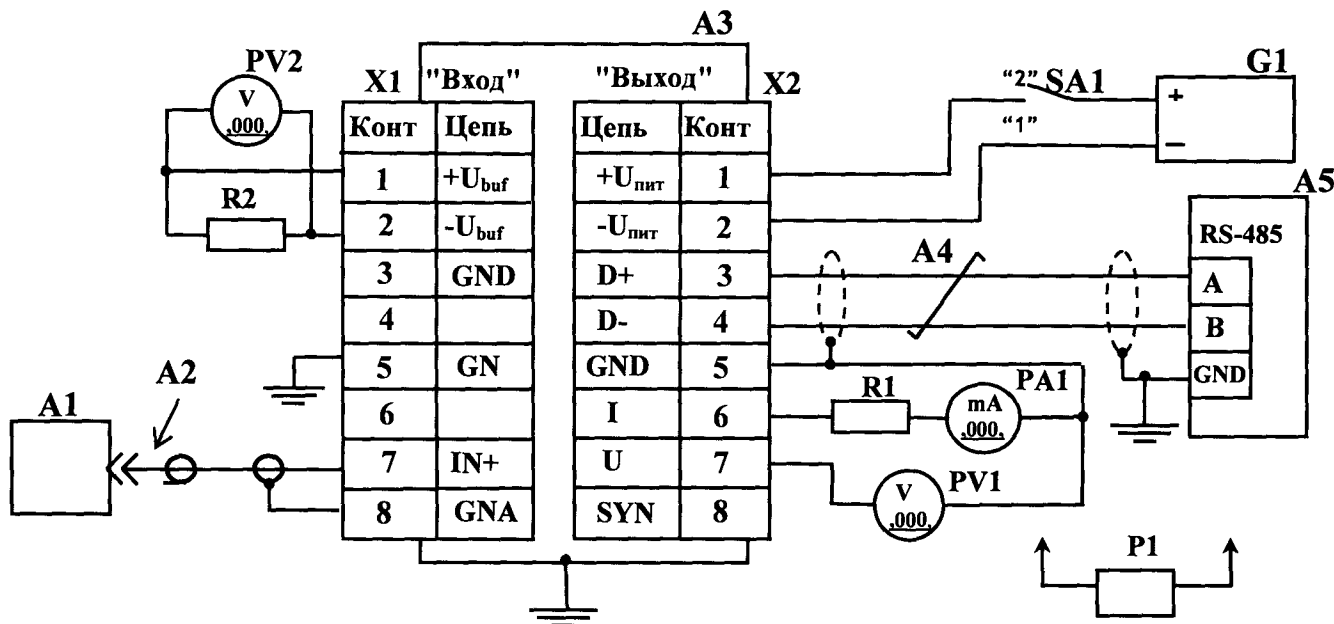 A3
PV2
V
,000,
X1 "Вход" "Выход" X2
"2" SA1
"1"
G1
+
−
Конт Цепь Цепь Конт
1 +Ubuf +Uпит 1
2 -Ubuf -Uпит 2
3 GND D+ 3
4 D- 4
5 GN GND 5
6 I 6
7 IN+ U 7
8 GNA SYN 8
R2
A5
RS-485
A
B
GND
A4
A2
A1
R1
PA1
mA
,000,
PV1
V
,000,
P1